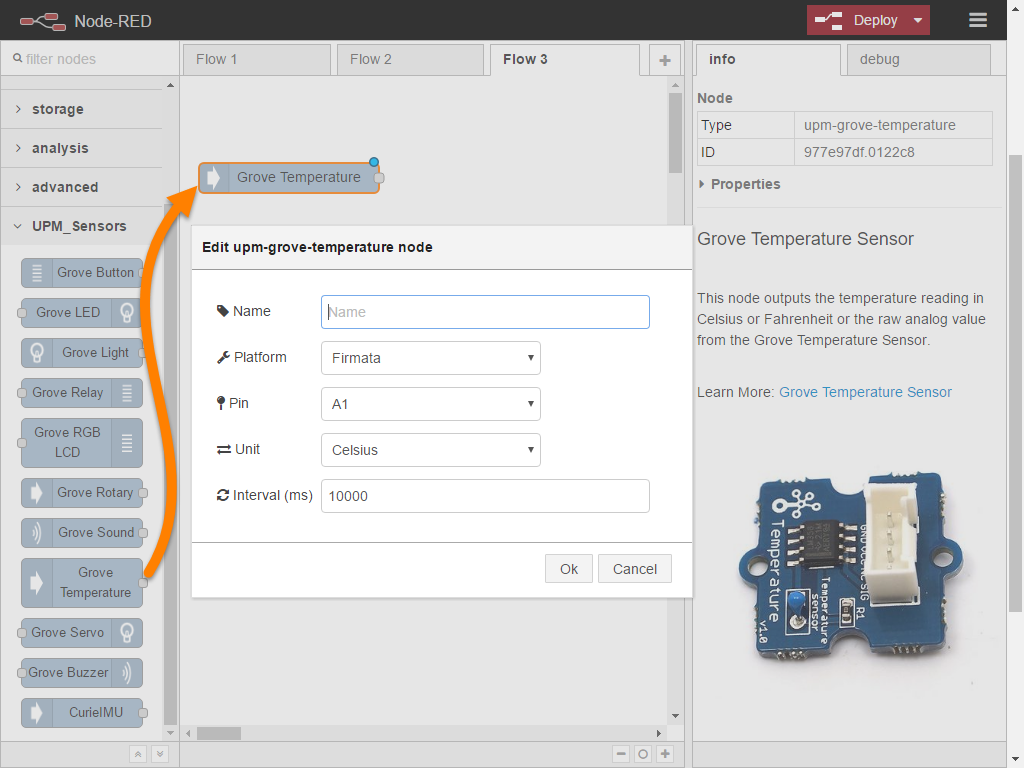 Node-RED
Deploy
filter nodes
Flow 1
Flow 2
Flow 3
info
debug
storage
analysis
advanced
UPM_Sensors
Grove Button
Grove LED
Grove Light
Grove Relay
Grove RGB
LCD
Grove Rotary
Grove Sound
Grove
Temperature
Grove Servo
Grove Buzzer
CurieIMU
Grove Temperature
Edit upm-grove-temperature node
Name
Name
Platform
Firmata
Pin
A1
Unit
Celsius
Interval (ms)
10000
Ok
Cancel
Node
Type
upm-grove-temperature
ID
977e97df.0122c8
Properties
Grove Temperature Sensor
This node outputs the temperature reading in
Celsius or Fahrenheit or the raw analog value
from the Grove Temperature Sensor.
Learn More: Grove Temperature Sensor
Temperature
v1.0
Temperature
sensor
R1
GND VCC NC SIG